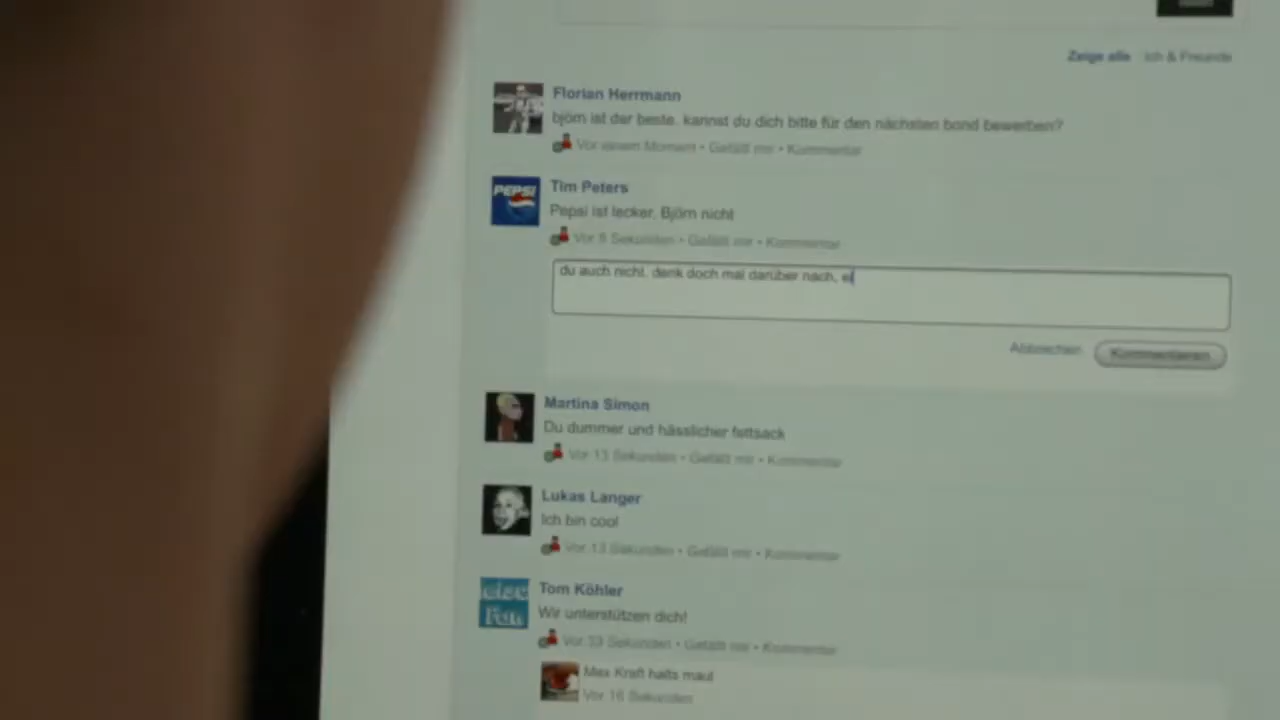 Zeige alle Ich & Freunde
Florian Herrmann
björn ist der beste. kannst du dich bitte für den nächsten bond bewerben?
Vor einem Moment • Gefällt mir • Kommentar
PEPSI
Tim Peters
Pepsi ist lecker, Björn nicht
Vor 8 Sekunden • Gefällt mir • Kommentar
du auch nicht. denk doch mal darüber nach, ei
Abbrechen Kommentieren
Martina Simon
Du dummer und hässlicher fettsack
Vor 13 Sekunden • Gefällt mir • Kommentar
Lukas Langer
Ich bin cool
Vor 13 Sekunden • Gefällt mir • Kommentar
Tom Köhler
Wir unterstützen dich!
Vor 33 Sekunden • Gefällt mir • Kommentar
Max Kraft halts maul
Vor 16 Sekunden